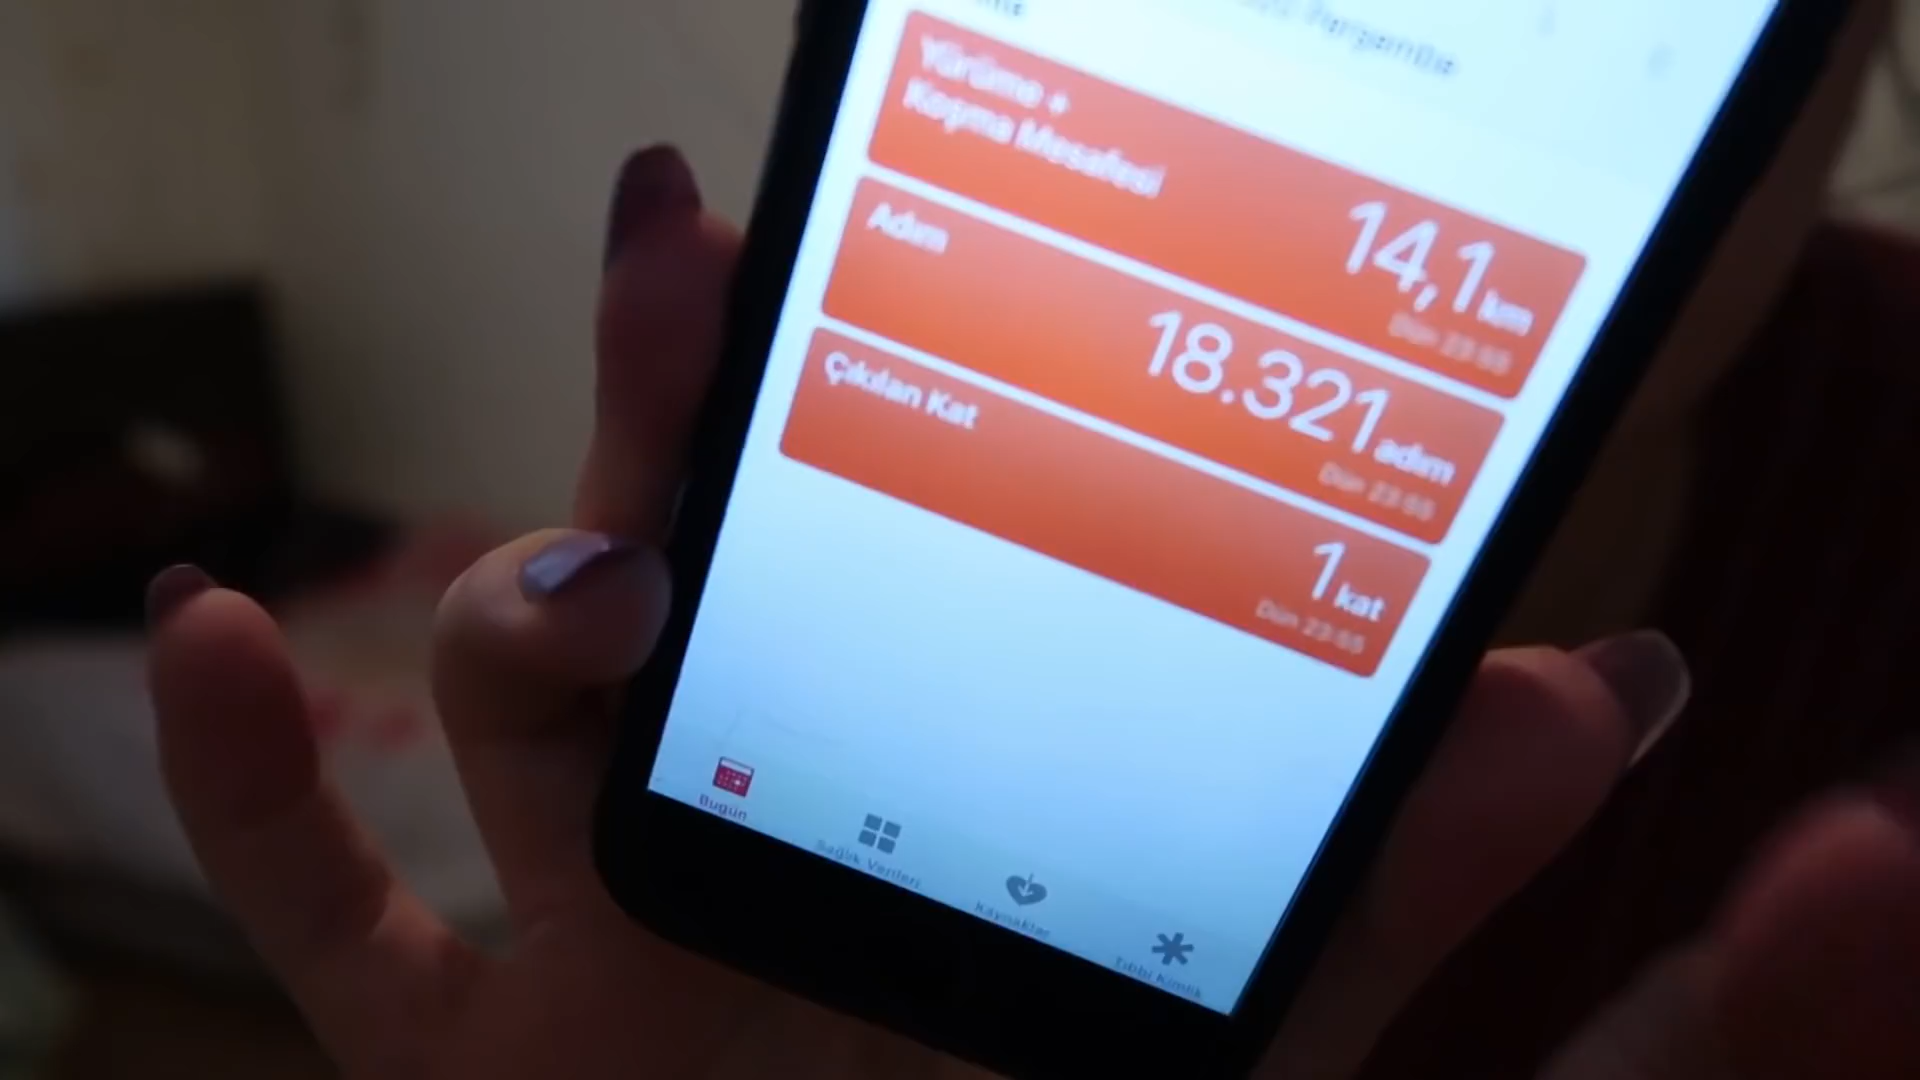 Perşembe
Yürüme +
Koşma Mesafesi
14,1 km
Dün 23:55
Adım
18.321 adım
Dün 23:55
Çıkılan Kat
1 kat
Dün 23:55
Bugün
Sağlık Verileri
Kaynaklar
Tıbbi Kimlik